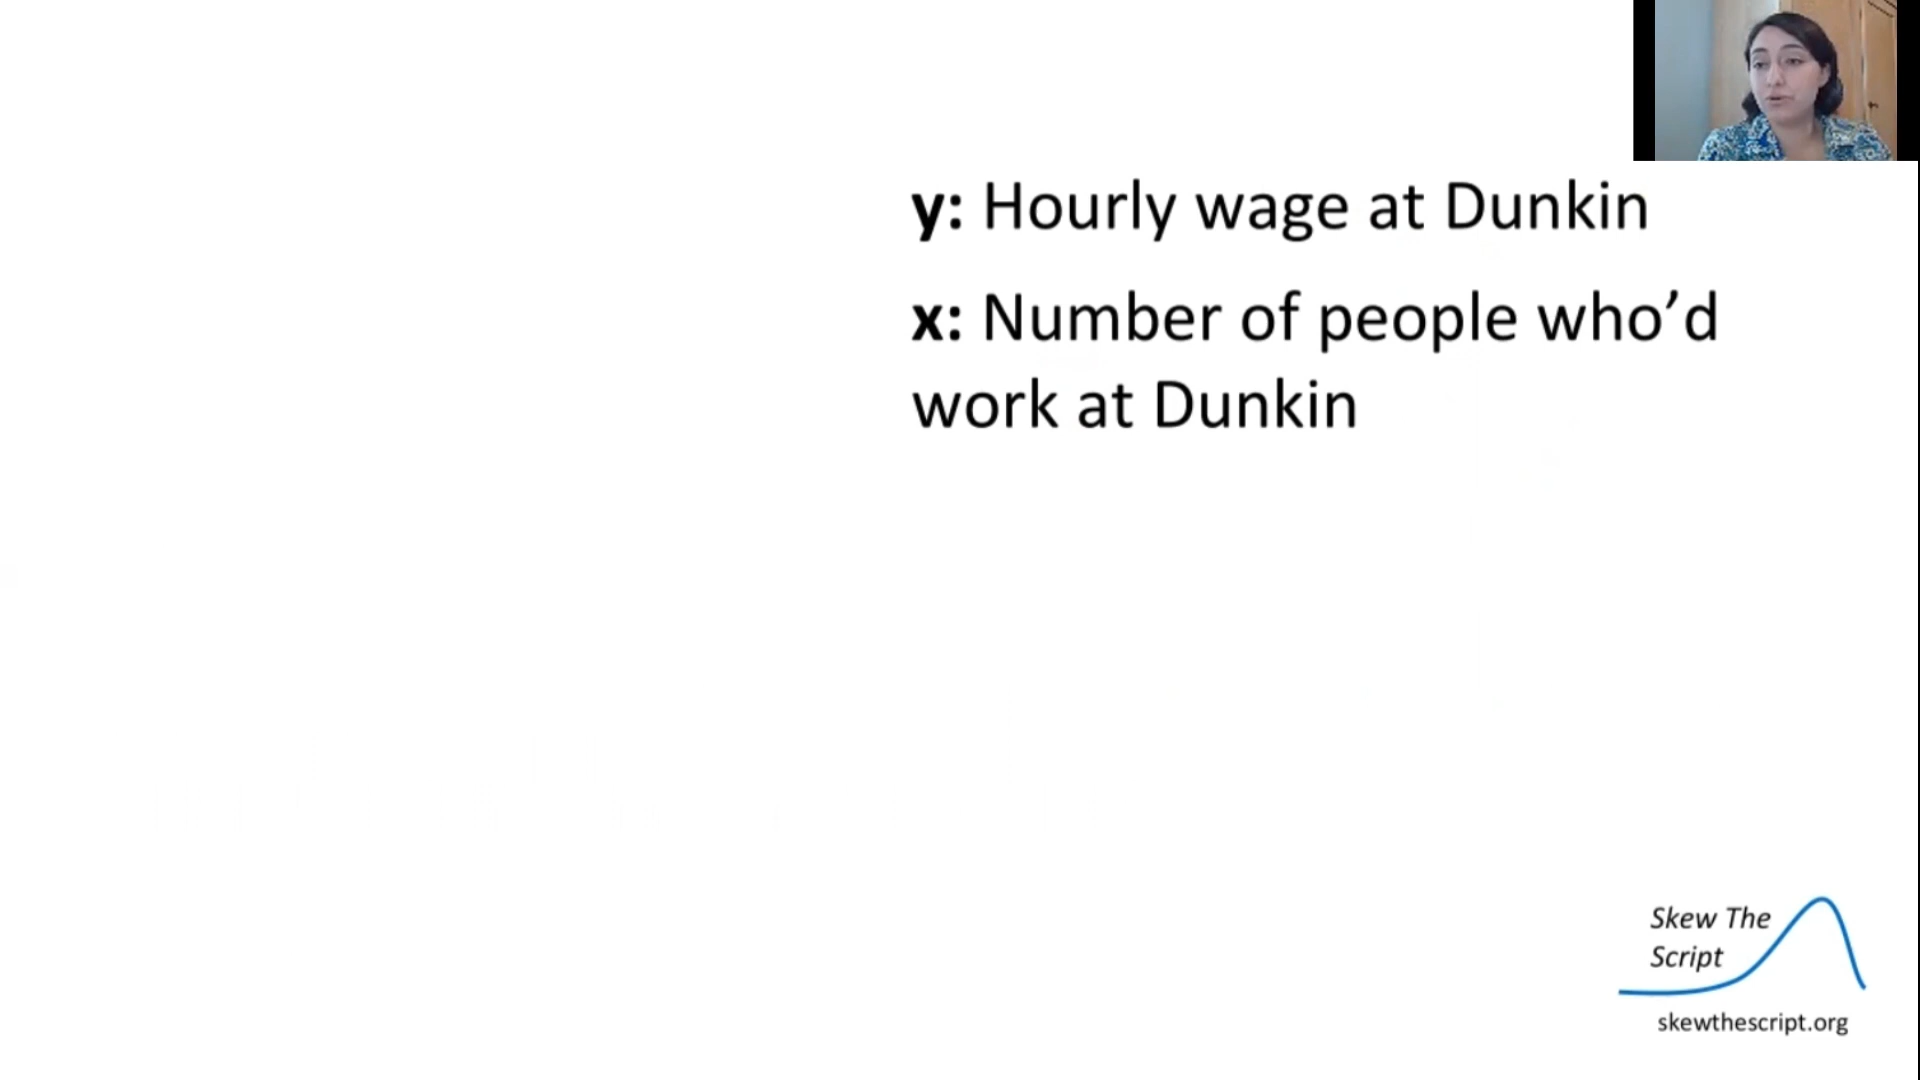 y: Hourly wage at Dunkin
x: Number of people who’d
work at Dunkin
Skew The
Script
skewthescript.org